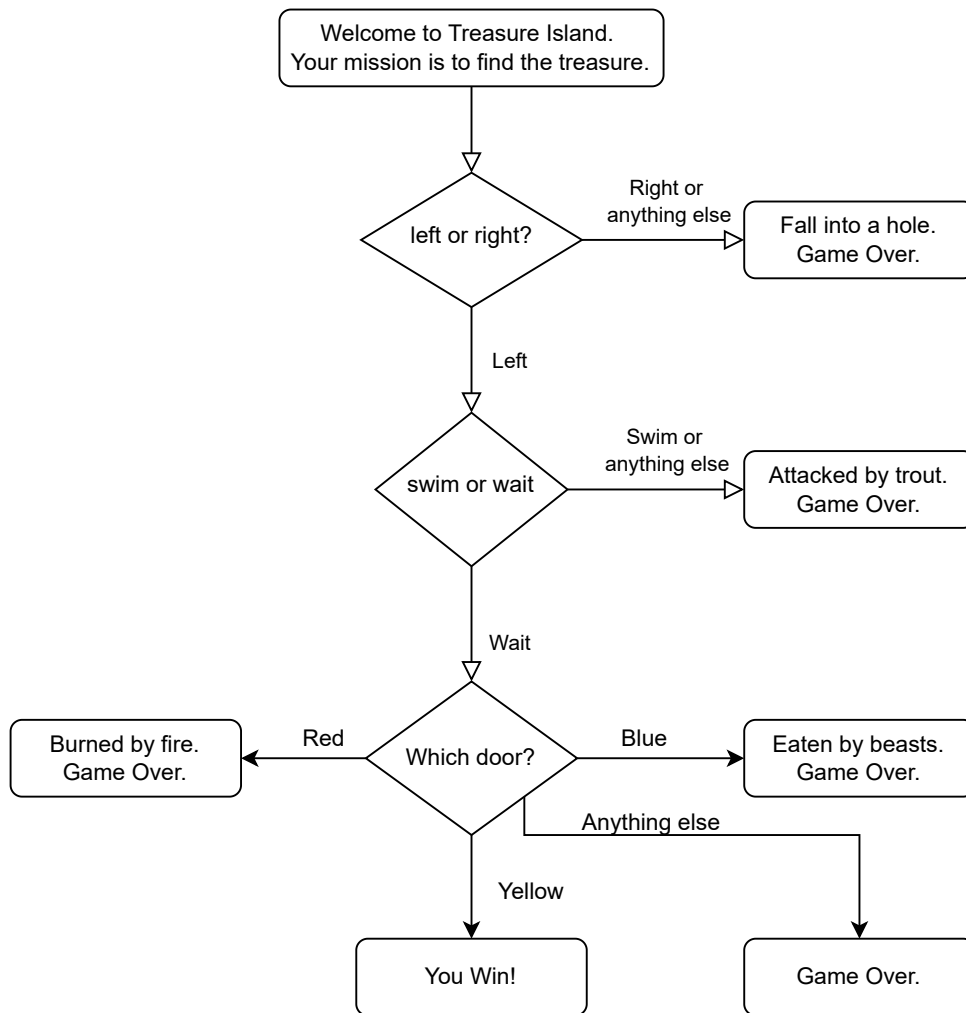 Welcome to Treasure Island.
Your mission is to find the treasure.
left or right?
Right or
anything else
Fall into a hole.
Game Over.
Left
swim or wait
Swim or
anything else
Attacked by trout.
Game Over.
Wait
Burned by fire.
Game Over.
Red
Which door?
Blue
Eaten by beasts.
Game Over.
Anything else
Yellow
You Win!
Game Over.